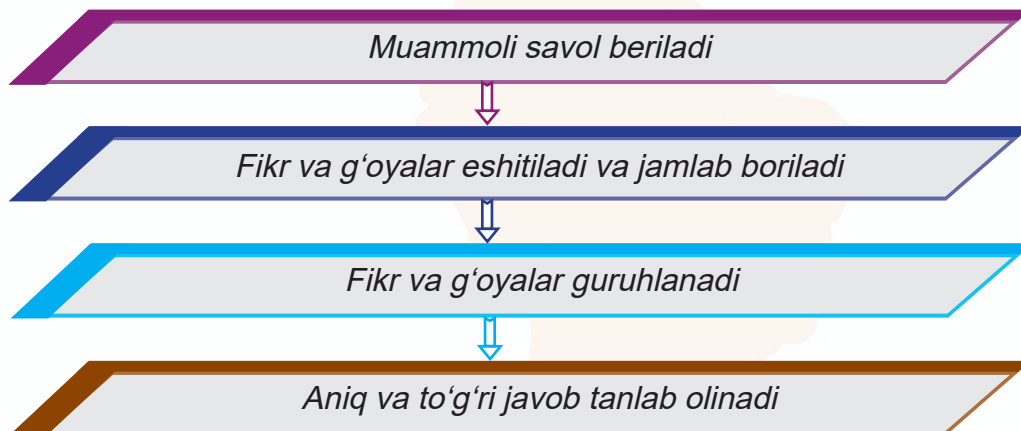 Muammoli savol beriladi
Fikr va g‘oyalar eshitiladi va jamlab boriladi
Fikr va g‘oyalar guruhlanadi
Aniq va to‘g‘ri javob tanlab olinadi